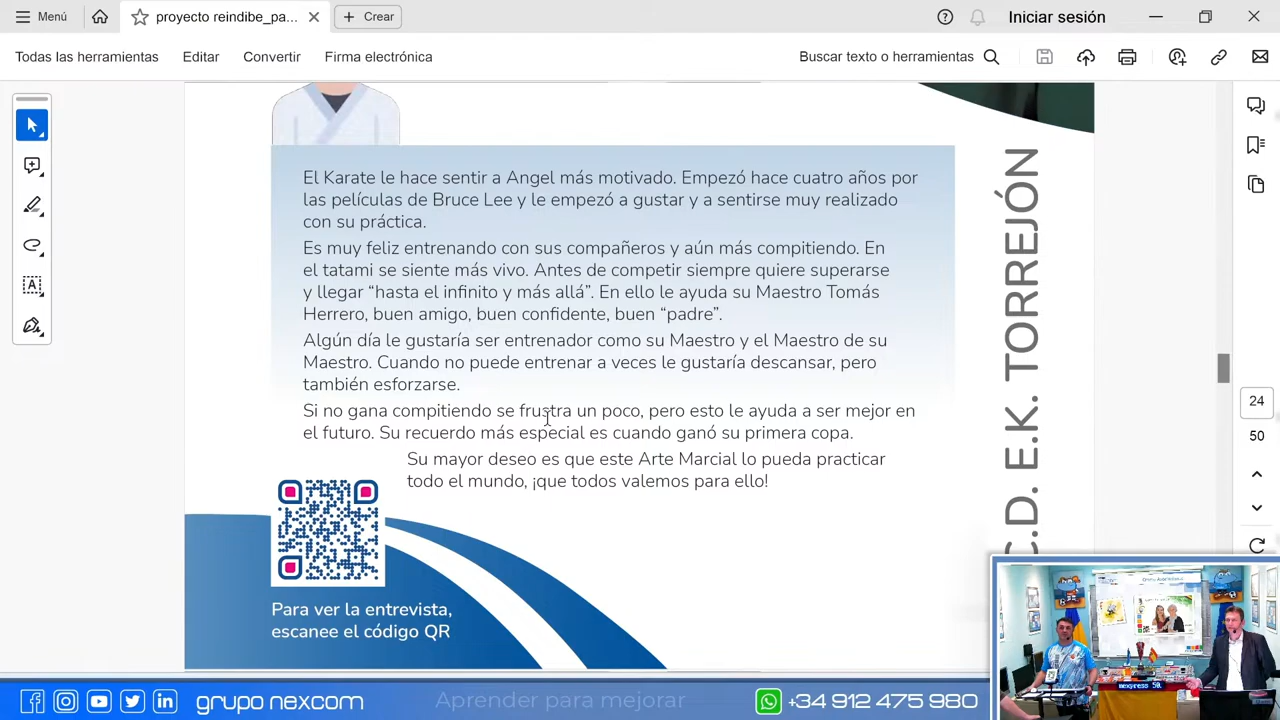 Menú
proyecto reindibe_pa...
Crear
Iniciar sesión
Todas las herramientas
Editar
Convertir
Firma electrónica
Buscar texto o herramientas
El Karate le hace sentir a Angel más motivado. Empezó hace cuatro años por
las películas de Bruce Lee y le empezó a gustar y a sentirse muy realizado
con su práctica.
Es muy feliz entrenando con sus compañeros y aún más compitiendo. En
el tatami se siente más vivo. Antes de competir siempre quiere superarse
y llegar “hasta el infinito y más allá”. En ello le ayuda su Maestro Tomás
Herrero, buen amigo, buen confidente, buen “padre”.
Algún día le gustaría ser entrenador como su Maestro y el Maestro de su
Maestro. Cuando no puede entrenar a veces le gustaría descansar, pero
también esforzarse.
Si no gana compitiendo se frustra un poco, pero esto le ayuda a ser mejor en
el futuro. Su recuerdo más especial es cuando ganó su primera copa.
Su mayor deseo es que este Arte Marcial lo pueda practicar
todo el mundo, ¡que todos valemos para ello!
Para ver la entrevista,
escanee el código QR
C.D. E.K. TORREJÓN
24
50
grupo nexcom
Aprender para mejorar
+34 912 475 980